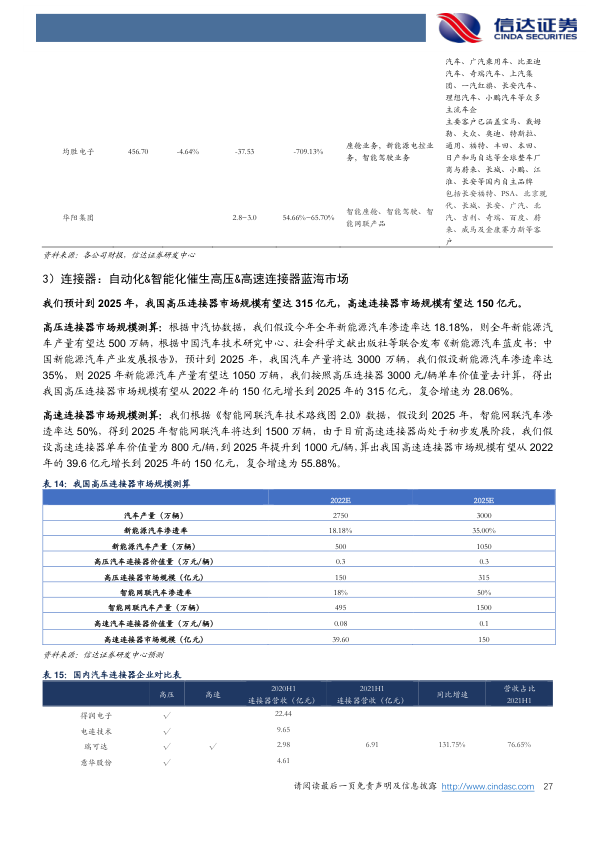 信达证券
CINDA SECURITIES
汽车、广汽乘用车、比亚迪
汽车、奇瑞汽车、上汽集
团、一汽红旗、长安汽车、
理想汽车、小鹏汽车等众多
主流车企
均胜电子 456.70 -4.64% -37.53 -709.13% 座舱业务、新能源电控业务、智能驾驶业务
主要客户已涵盖宝马、戴姆
勒、大众、奥迪、特斯拉、
通用、福特、丰田、本田、
日产和马自达等全球整车厂
商与蔚来、长城、小鹏、江
淮、长安等国内自主品牌
华阳集团 2.8~3.0 54.66%~65.70% 智能座舱、智能驾驶、智能网联产品
包括长安福特、PSA、北京现
代、长城、长安、广汽、北
汽、吉利、奇瑞、百度、蔚
来、威马及金康赛力斯等客
户
资料来源：各公司财报，信达证券研发中心
3）连接器：自动化&智能化催生高压&高速连接器蓝海市场
我们预计到 2025 年，我国高压连接器市场规模有望达 315 亿元，高速连接器有望达 150 亿元。
高压连接器市场规模测算：根据中汽协数据，我们假设今年全年新能源汽车渗透率达 18.18%，则全年新能源汽
车产量有望达 500 万辆，根据中国汽车技术研究中心、社会科学文献出版社等联合发布《新能源汽车蓝皮书：中
国新能源汽车产业发展报告》，预计到 2025 年，我国汽车产量将达 3000 万辆，我们假设新能源汽车渗透率达
35%，则 2025 年新能源汽车产量有望达 1050 万辆，我们按照高压连接器 3000 元/辆单车价值量去计算，得出
我国高压连接器市场规模有望从 2022 年的 150 亿元增长到 2025 年的 315 亿元，复合增速为 28.06%。
高速连接器市场规模测算：我们根据《智能网联汽车技术路线图 2.0》数据，假设到 2025 年，智能网联汽车渗
透率达 50%，得到 2025 年智能网联汽车将达到 1500 万辆，由于目前高速连接器尚处于初步发展阶段，我们假
设高速连接器单车价值量为 800 元/辆，到 2025 年提升到 1000 元/辆，算出我国高速连接器市场规模有望从 2022
年的 39.6 亿元增长到 2025 年的 150 亿元，复合增速为 55.88%。
表 14：我国高压连接器市场规模测算
2022E 2025E
汽车产量（万辆） 2750 3000
新能源汽车渗透率 18.18% 35.00%
新能源汽车产量（万辆） 500 1050
高压汽车连接器价值量（万元/辆） 0.3 0.3
高压连接器市场规模（亿元） 150 315
智能网联汽车渗透率 18% 50%
智能网联汽车产量（万辆） 495 1500
高速汽车连接器价值量（万元/辆） 0.08 0.1
高速连接器市场规模（亿元） 39.60 150
资料来源：信达证券研发中心预测
表 15：国内汽车连接器企业对比表
高压 高速 2020H1 连接器营收（亿元） 2021H1 连接器营收（亿元） 同比增速 营收占比 2021H1
得润电子 √ 22.44
电连技术 √ 9.65
瑞可达 √ √ 2.98 6.91 131.75% 76.65%
意华股份 √ 4.61
请阅读最后一页免责声明及信息披露 http://www.cindasc.com 27